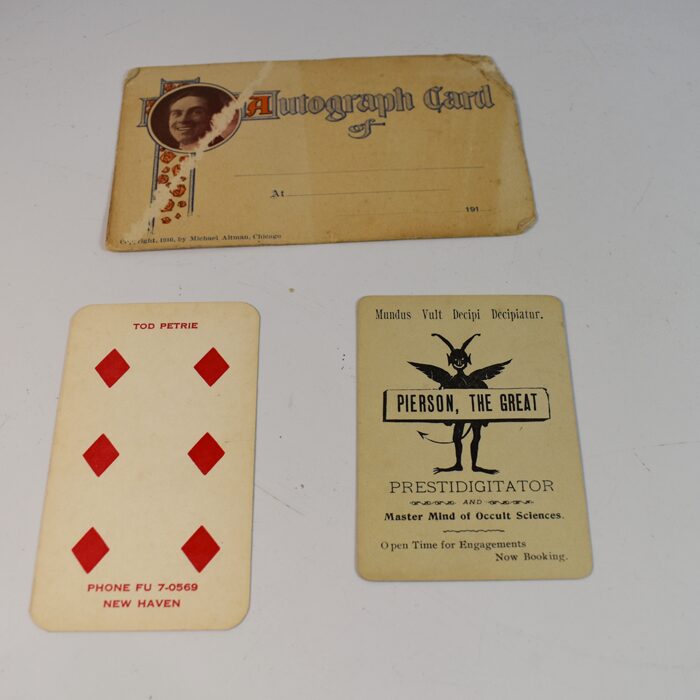 Autograph Card
of
At
191
Copyright, 1916, by Michael Altman, Chicago
TOD PETRIE
PHONE FU 7-0569
NEW HAVEN
Mundus Vult Decipi Decipiatur.
PIERSON, THE GREAT
PRESTIDIGITATOR
AND
Master Mind of Occult Sciences.
Open Time for Engagements
Now Booking.